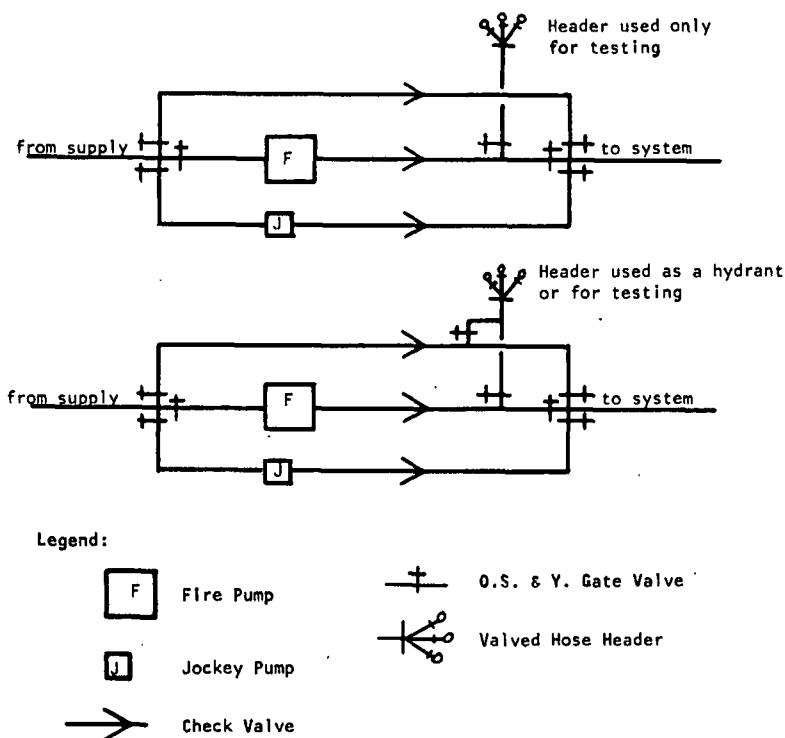 Header used only
for testing
from supply
F
to system
J
Header used as a hydrant
or for testing
from supply
F
to system
J
Legend:
F
Fire Pump
O.S. & Y. Gate Valve
Valved Hose Header
J
Jockey Pump
Check Valve